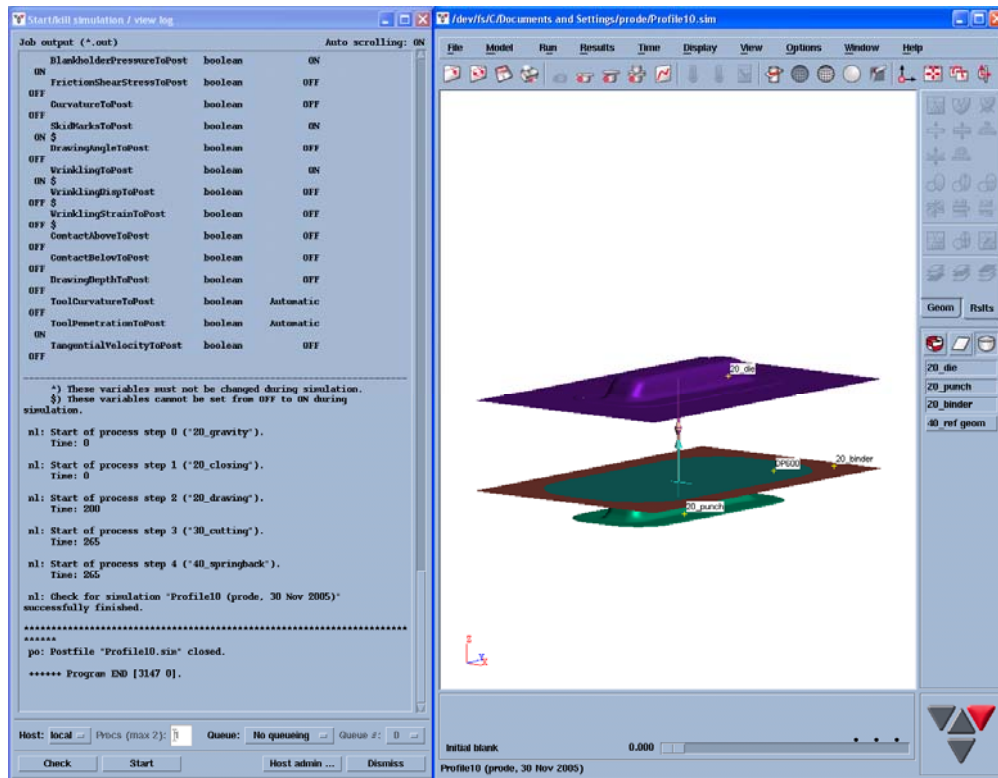 Start/kill simulation / view log
Job output (*.out) Auto scrolling: ON
BlankholderPressureToPost boolean ON
ON
FrictionShearStressToPost boolean OFF
OFF
CurvatureToPost boolean OFF
OFF
SkidMarksToPost boolean ON
ON $
DrawingAngleToPost boolean OFF
OFF
WrinklingToPost boolean ON
ON $
WrinklingDispToPost boolean OFF
OFF $
WrinklingStrainToPost boolean OFF
OFF $
ContactAboveToPost boolean OFF
OFF
ContactBelowToPost boolean OFF
OFF
DrawingDepthToPost boolean OFF
OFF
ToolCurvatureToPost boolean Automatic
OFF
ToolPenetrationToPost boolean Automatic
ON
TangentialVelocityToPost boolean OFF
OFF
*) These variables must not be changed during simulation.
$) These variables cannot be set from OFF to ON during
simulation.
nl: Start of process step 0 ("20_gravity").
Time: 0
nl: Start of process step 1 ("20_closing").
Time: 0
nl: Start of process step 2 ("20_drawing").
Time: 200
nl: Start of process step 3 ("30_cutting").
Time: 265
nl: Start of process step 4 ("40_springback").
Time: 265
nl: Check for simulation "Profile10 (prode, 30 Nov 2005)"
successfully finished.
po: Postfile "Profile10.sim" closed.
****** Program END [3147 0].
Host: local Procs (max 2): 1 Queue: No queueing Queue #: 0
Check Start Host admin ... Dismiss
/dev/fs/C/Documents and Settings/prode/Profile10.sim
File Model Run Results Time Display View Options Window Help
Geom Rslts
20_die
20_punch
20_binder
40_ref geom
20_die
20_binder
DP600
20_punch
Z
Y
X
Initial blank 0.000
Profile10 (prode, 30 Nov 2005)